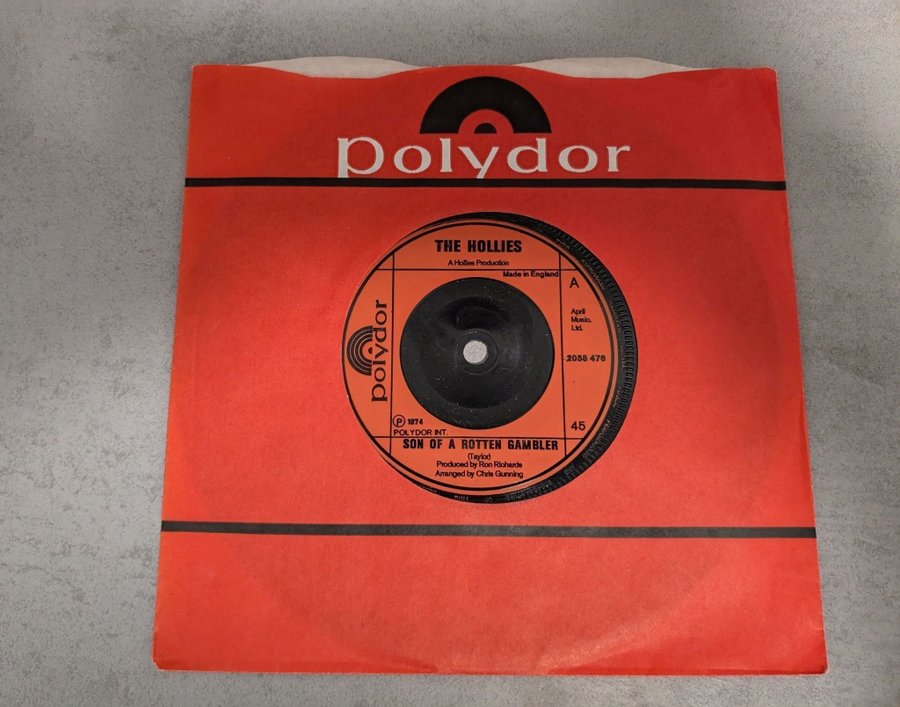 polydor
THE HOLLIES
A Hollies Production
Made in England
A
April
Music.
Ltd.
polydor
2058 476
P 1974
POLYDOR INT.
45
SON OF A ROTTEN GAMBLER
(Taylor)
Produced by Ron Richards
Arranged by Chris Gunning